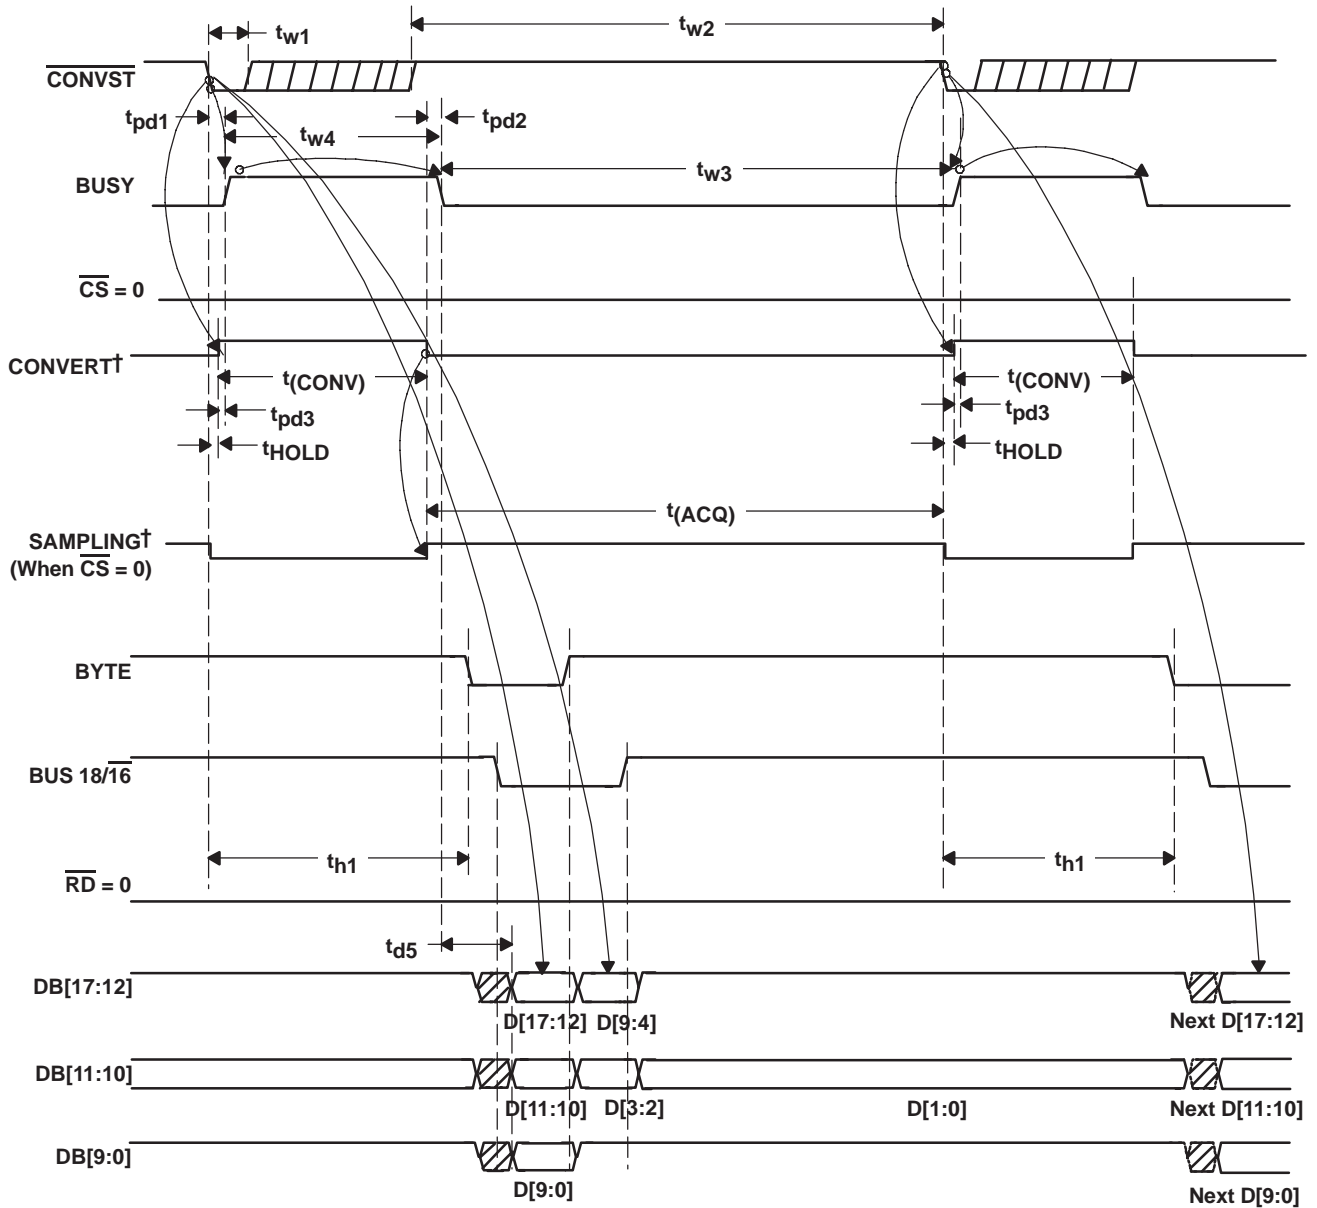 tw1
tw2
CONVST
tpd1
tw4
tpd2
BUSY
tw3
CS = 0
CONVERT†
t(CONV)
t(CONV)
tpd3
tpd3
tHOLD
tHOLD
t(ACQ)
SAMPLING†
(When CS = 0)
BYTE
BUS 18/16
th1
th1
RD = 0
td5
DB[17:12]
D[17:12]
D[9:4]
Next D[17:12]
DB[11:10]
D[11:10]
D[3:2]
D[1:0]
Next D[11:10]
DB[9:0]
D[9:0]
Next D[9:0]